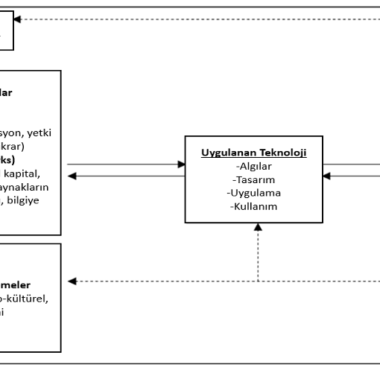 lar
syon, yetki
krar)
ks)
kapital,
aynakların
, bilgiye
Uygulanan Teknoloji
-Algılar
-Tasarım
-Uygulama
-Kullanım
meler
-kültürel,
i